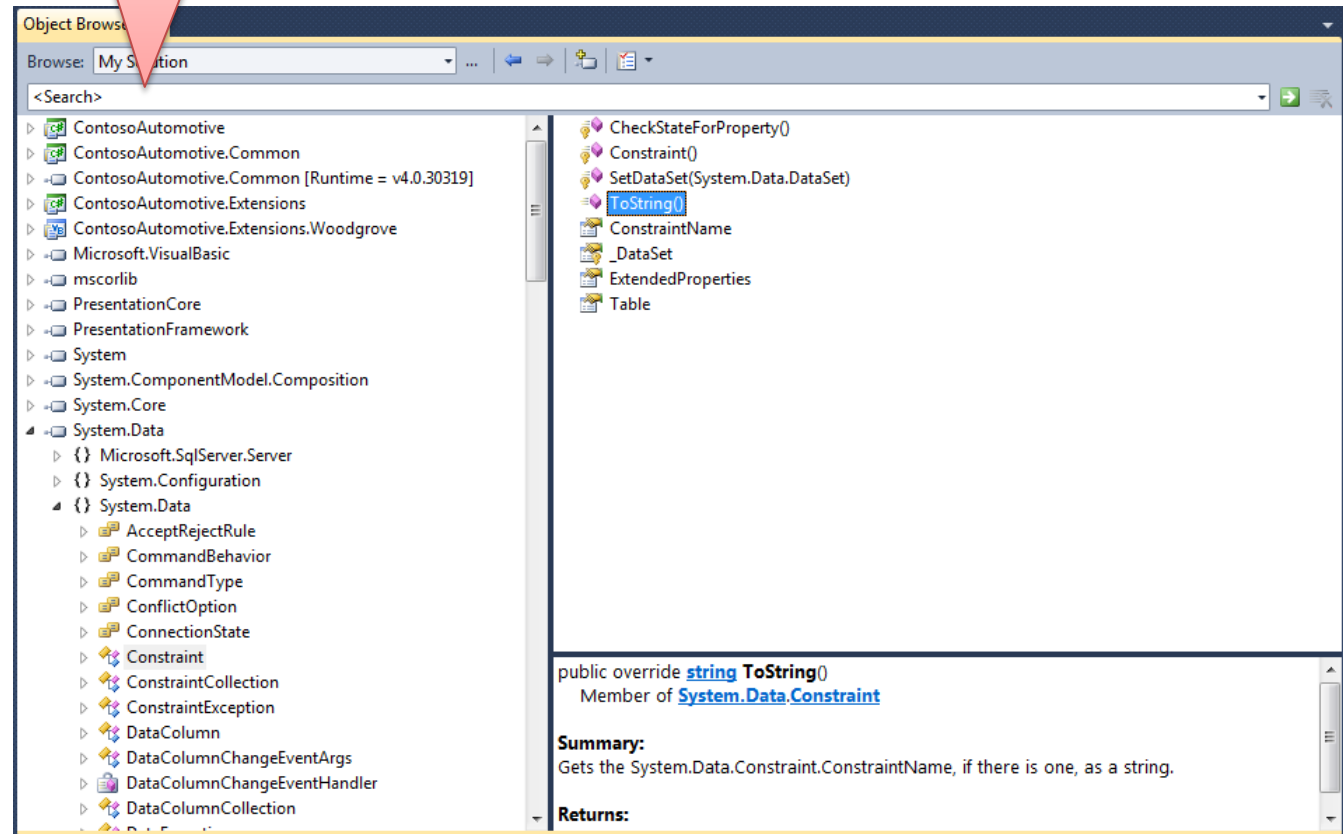 Object Browse
Browse: My Solution ...
<Search>
ContosoAutomotive
ContosoAutomotive.Common
ContosoAutomotive.Common [Runtime = v4.0.30319]
ContosoAutomotive.Extensions
ContosoAutomotive.Extensions.Woodgrove
Microsoft.VisualBasic
mscorlib
PresentationCore
PresentationFramework
System
System.ComponentModel.Composition
System.Core
System.Data
{} Microsoft.SqlServer.Server
{} System.Configuration
{} System.Data
AcceptRejectRule
CommandBehavior
CommandType
ConflictOption
ConnectionState
Constraint
ConstraintCollection
ConstraintException
DataColumn
DataColumnChangeEventArgs
DataColumnChangeEventHandler
DataColumnCollection
CheckStateForProperty()
Constraint()
SetDataSet(System.Data.DataSet)
ToString()
ConstraintName
_DataSet
ExtendedProperties
Table
public override string ToString()
Member of System.Data.Constraint
Summary:
Gets the System.Data.Constraint.ConstraintName, if there is one, as a string.
Returns: